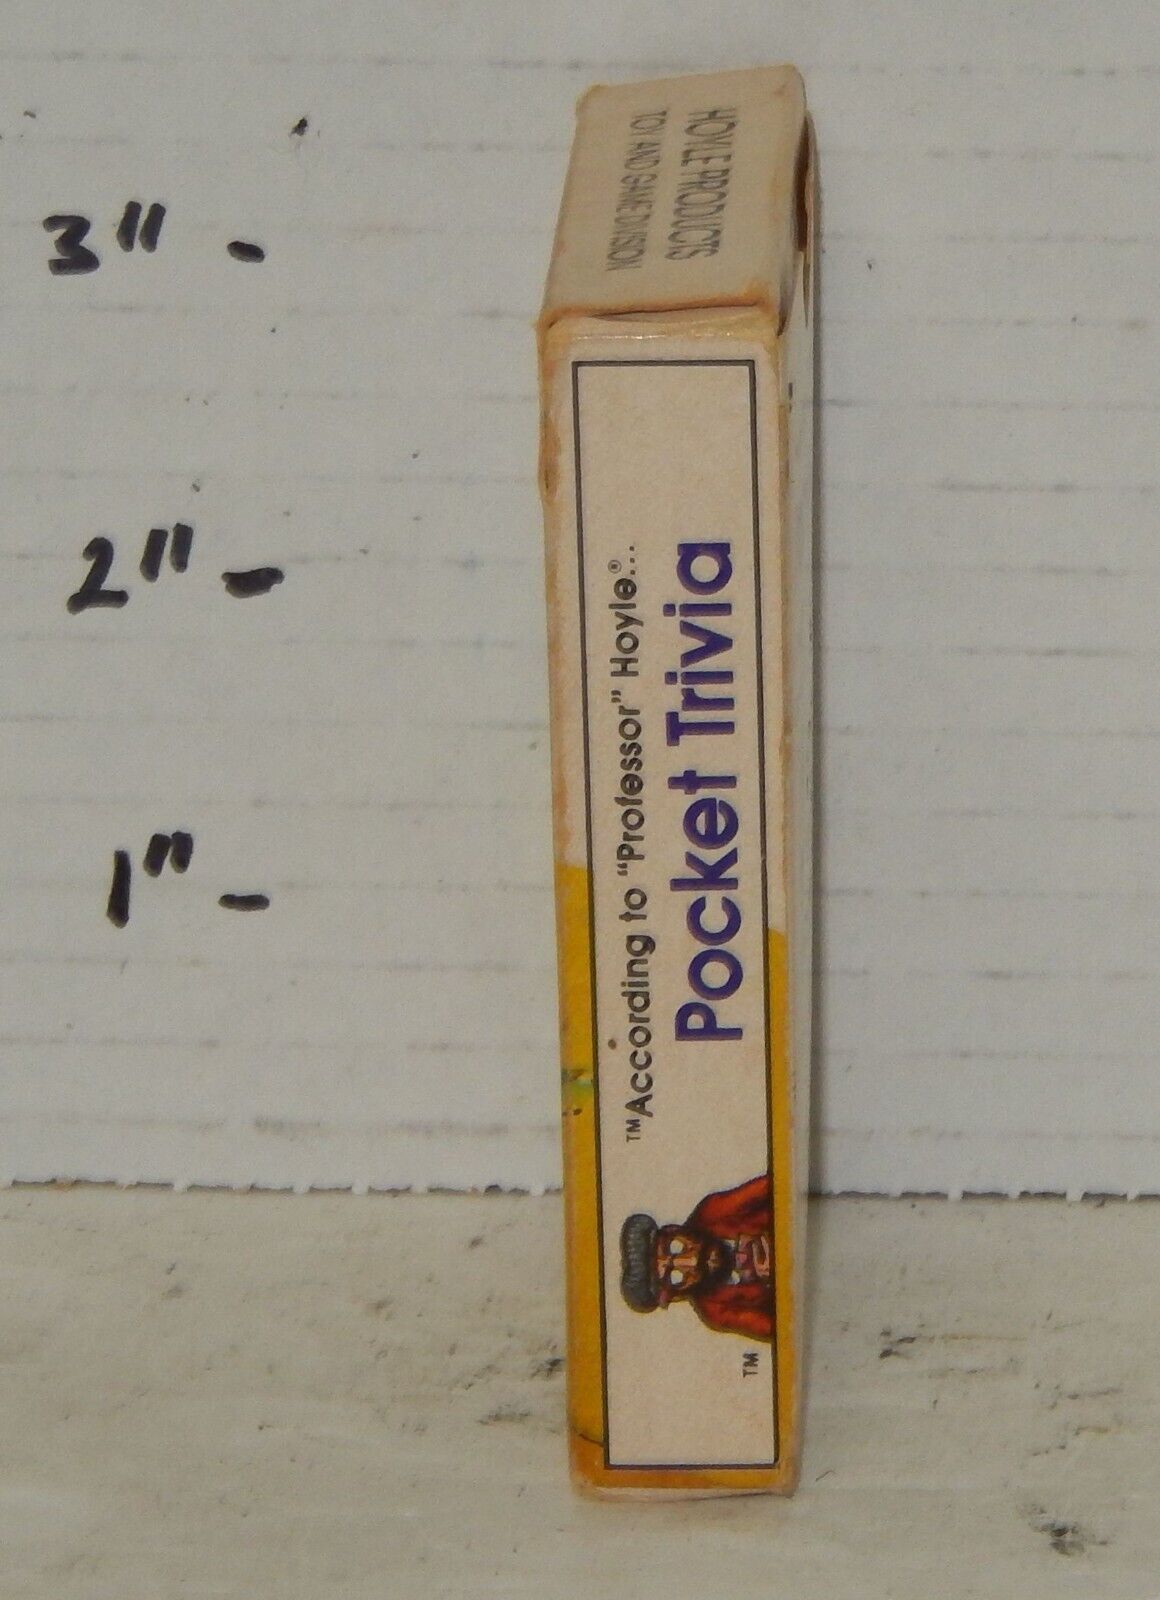 3" -
2" -
1" -
HOYLE PRODUCTS
TOY AND GAME DIVISION
™According to "Professor" Hoyle®...
Pocket Trivia
TM